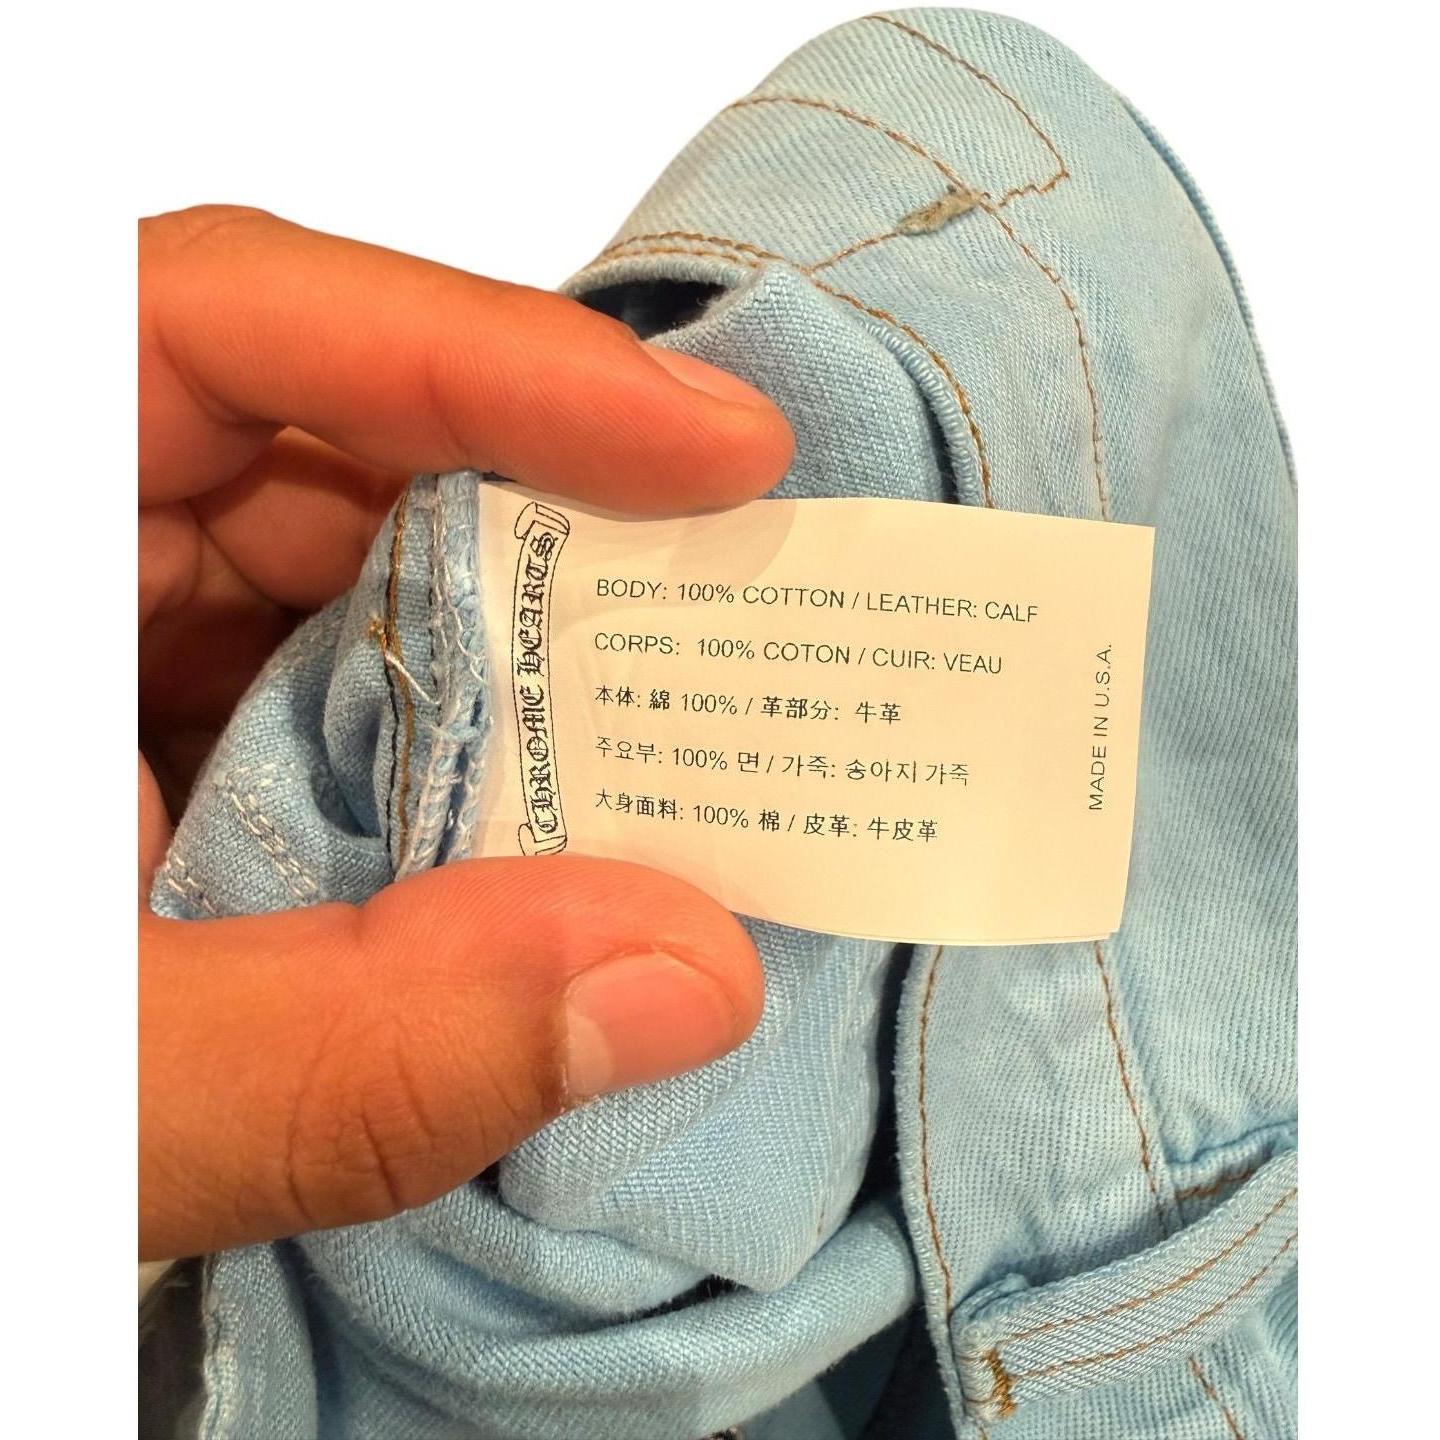 CHROME HEARTS
BODY: 100% COTTON / LEATHER: CALF
CORPS: 100% COTON / CUIR: VEAU
本体: 綿 100% / 革部分: 牛革
주요부: 100% 면 / 가죽: 송아지 가죽
大身面料: 100% 棉 / 皮革: 牛皮革
MADE IN U.S.A.